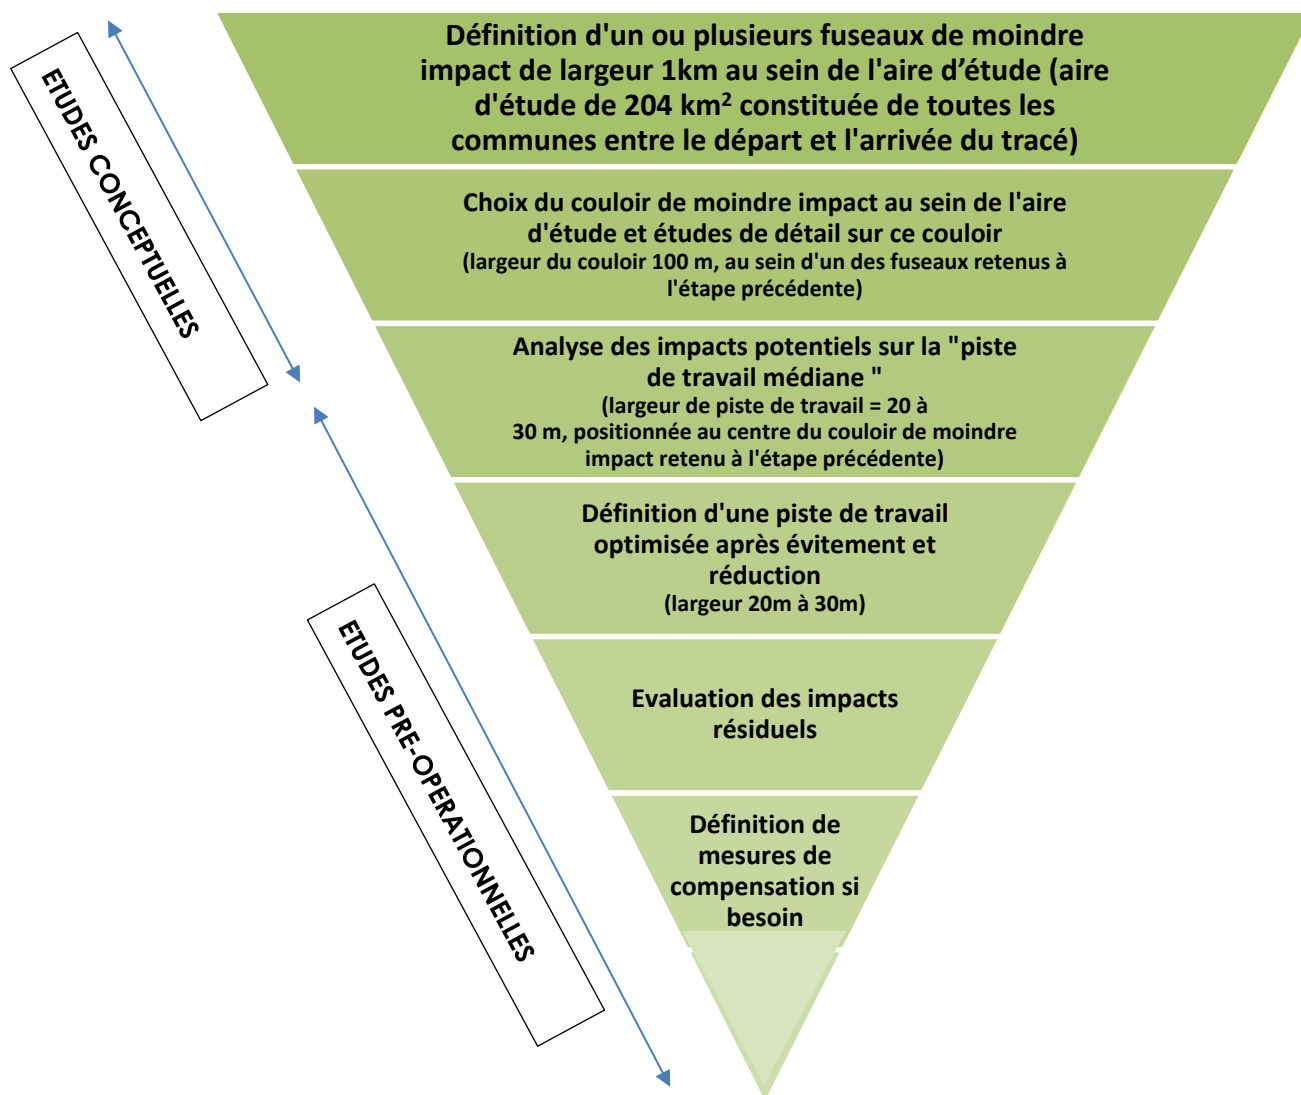 Définition d'un ou plusieurs fuseaux de moindre
impact de largeur 1km au sein de l'aire d’étude (aire
d'étude de 204 km² constituée de toutes les
communes entre le départ et l'arrivée du tracé)
ETUDES CONCEPTUELLES
Choix du couloir de moindre impact au sein de l'aire
d'étude et études de détail sur ce couloir
(largeur du couloir 100 m, au sein d'un des fuseaux retenus à
l'étape précédente)
Analyse des impacts potentiels sur la "piste
de travail médiane "
(largeur de piste de travail = 20 à
30 m, positionnée au centre du couloir de moindre
impact retenu à l'étape précédente)
Définition d'une piste de travail
optimisée après évitement et
réduction
(largeur 20m à 30m)
ETUDES PRE-OPERATIONNELLES
Evaluation des impacts
résiduels
Définition de
mesures de
compensation si
besoin